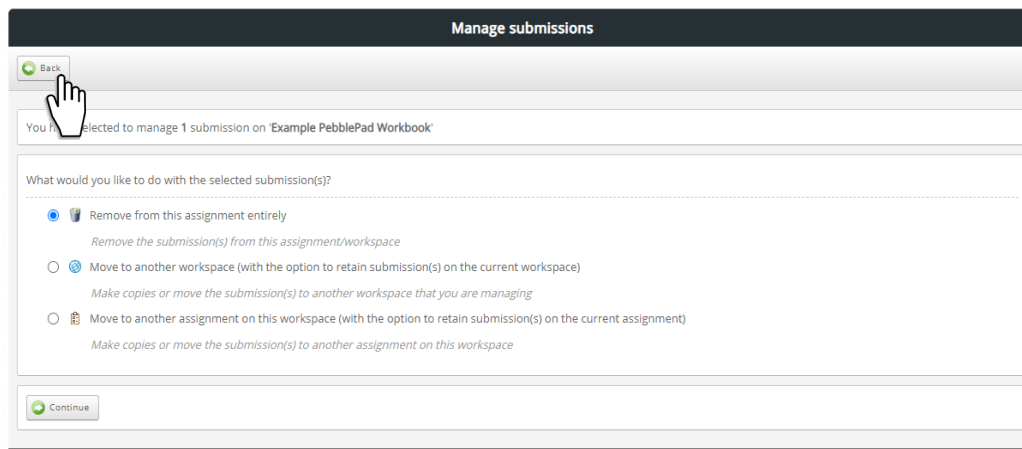 Manage submissions
Back
You h elected to manage 1 submission on 'Example PebblePad Workbook'
What would you like to do with the selected submission(s)?
Remove from this assignment entirely
Remove the submission(s) from this assignment/workspace
Move to another workspace (with the option to retain submission(s) on the current workspace)
Make copies or move the submission(s) to another workspace that you are managing
Move to another assignment on this workspace (with the option to retain submission(s) on the current assignment)
Make copies or move the submission(s) to another assignment on this workspace
Continue